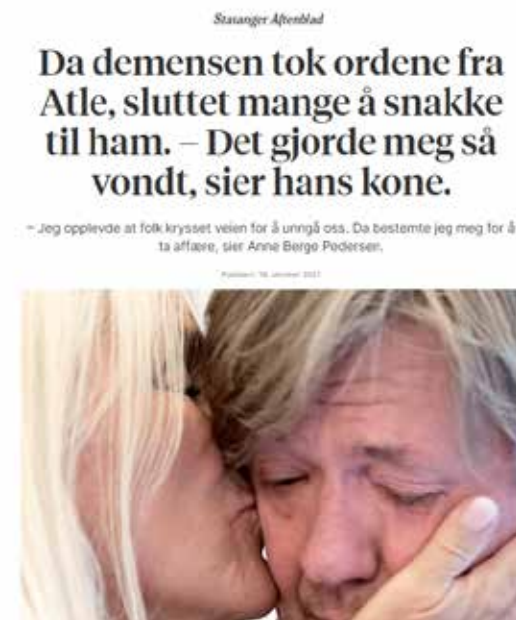 Stavanger Aftenblad
Da demensen tok ordene fra
Atle, sluttet mange å snakke
til ham. – Det gjorde meg så
vondt, sier hans kone.
– Jeg opplevde at folk krysset veien for å unngå oss. Da bestemte jeg meg for å
ta affære, sier Anne Berge Pedersen.
oktober 2021